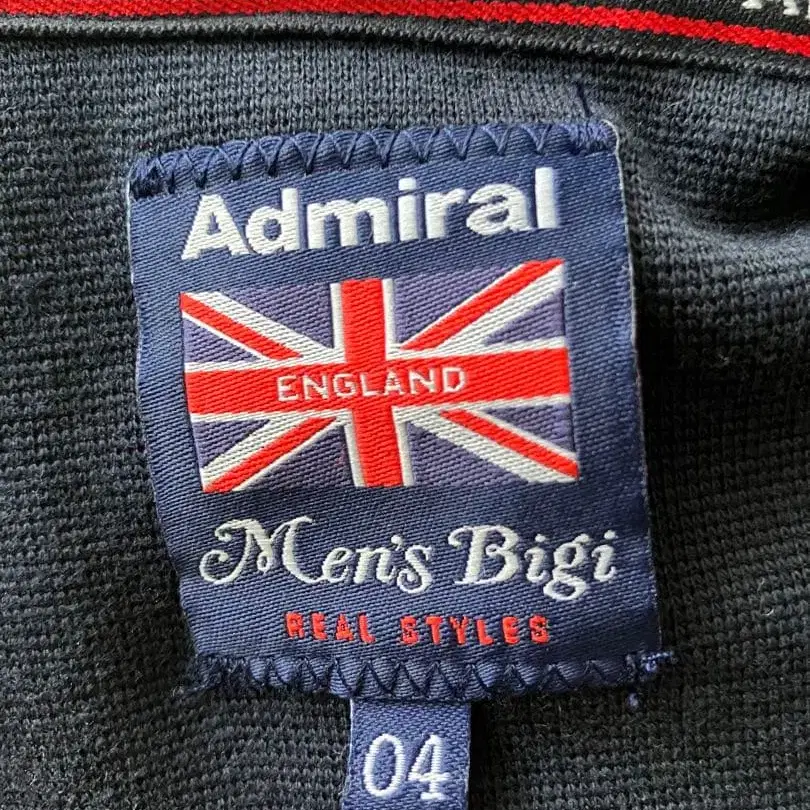 Admiral
ENGLAND
Men's Bigi
REAL STYLES
04